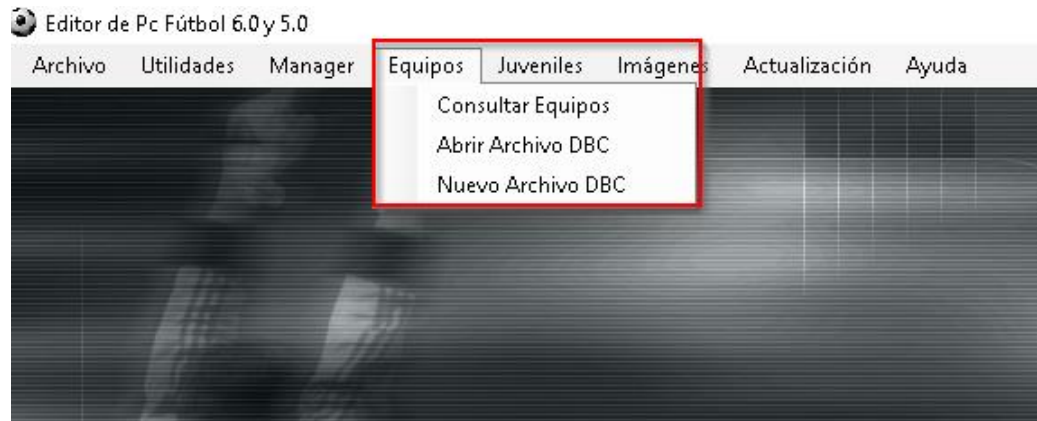 Editor de Pc Fútbol 6.0 y 5.0
Archivo Utilidades Manager Equipos Juveniles Imágenes Actualización Ayuda
Consultar Equipos
Abrir Archivo DBC
Nuevo Archivo DBC